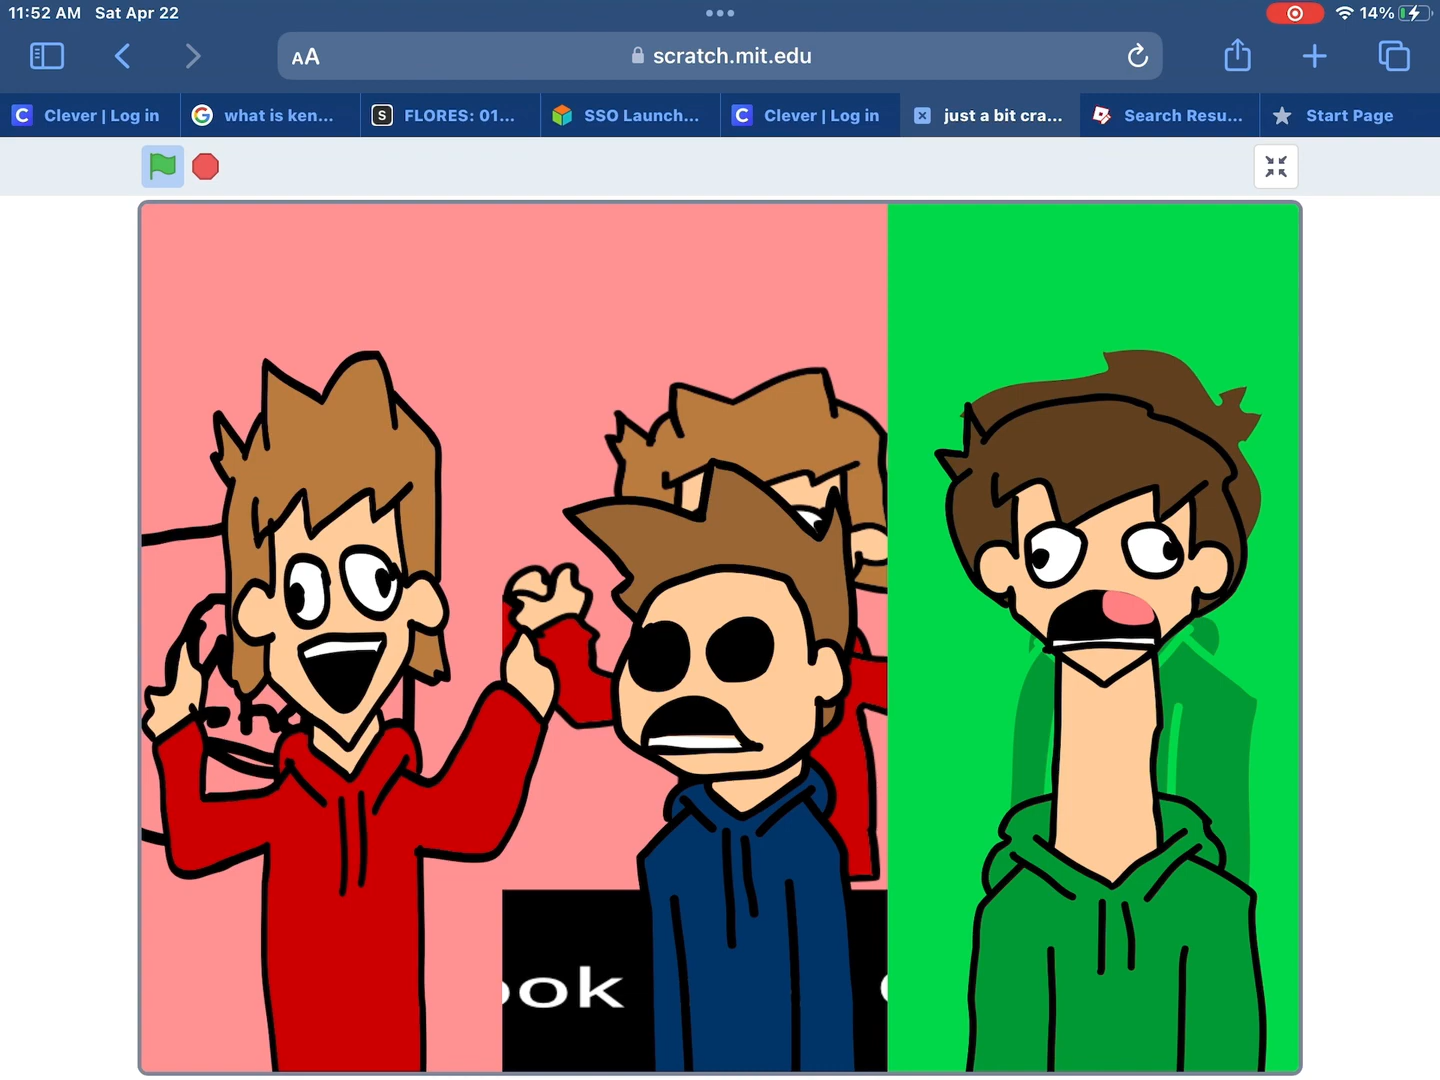 11:52 AM Sat Apr 22
14%
AA
scratch.mit.edu
Clever | Log in
what is ken...
FLORES: 01...
SSO Launch...
Clever | Log in
just a bit cra...
Search Resu...
Start Page
ok